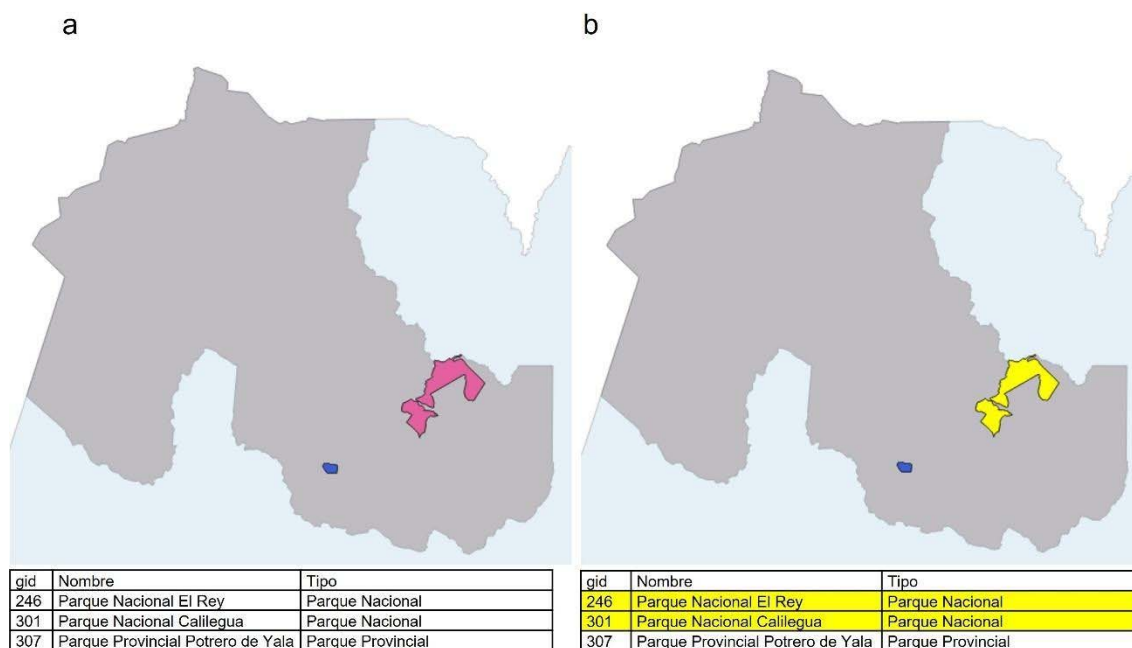 a
b
gid Nombre Tipo
246 Parque Nacional El Rey Parque Nacional
301 Parque Nacional Calilegua Parque Nacional
307 Parque Provincial Potrero de Yala Parque Provincial
gid Nombre Tipo
246 Parque Nacional El Rey Parque Nacional
301 Parque Nacional Calilegua Parque Nacional
307 Parque Provincial Potrero de Yala Parque Provincial